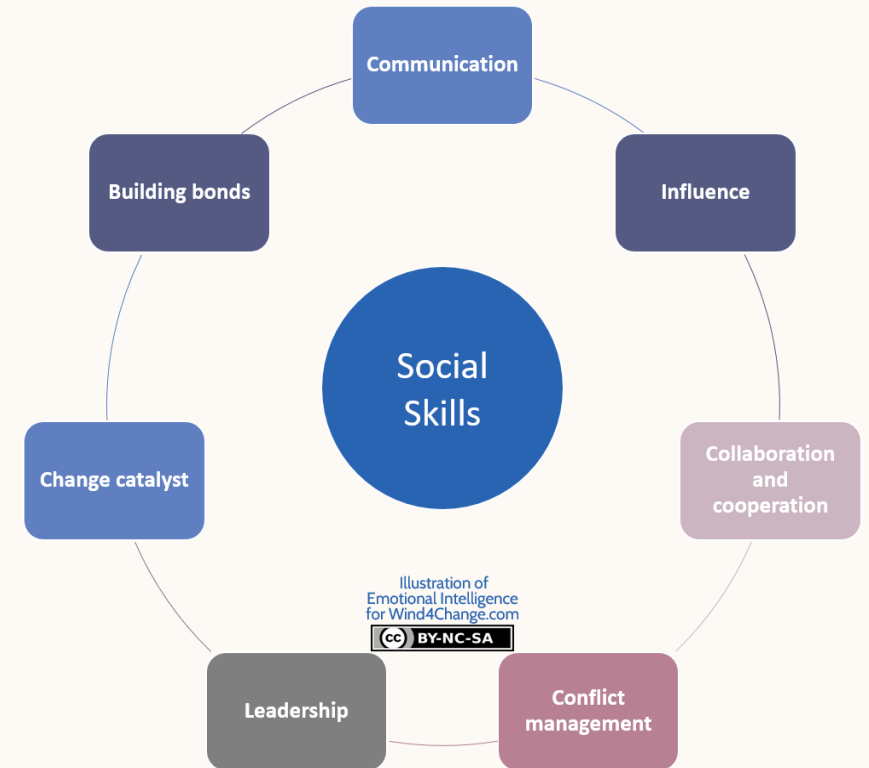 Communication
Building bonds
Influence
Social
Skills
Collaboration
and
cooperation
Change catalyst
Illustration of
Emotional Intelligence
for Wind4Change.com
cc BY-NC-SA
Conflict
management
Leadership